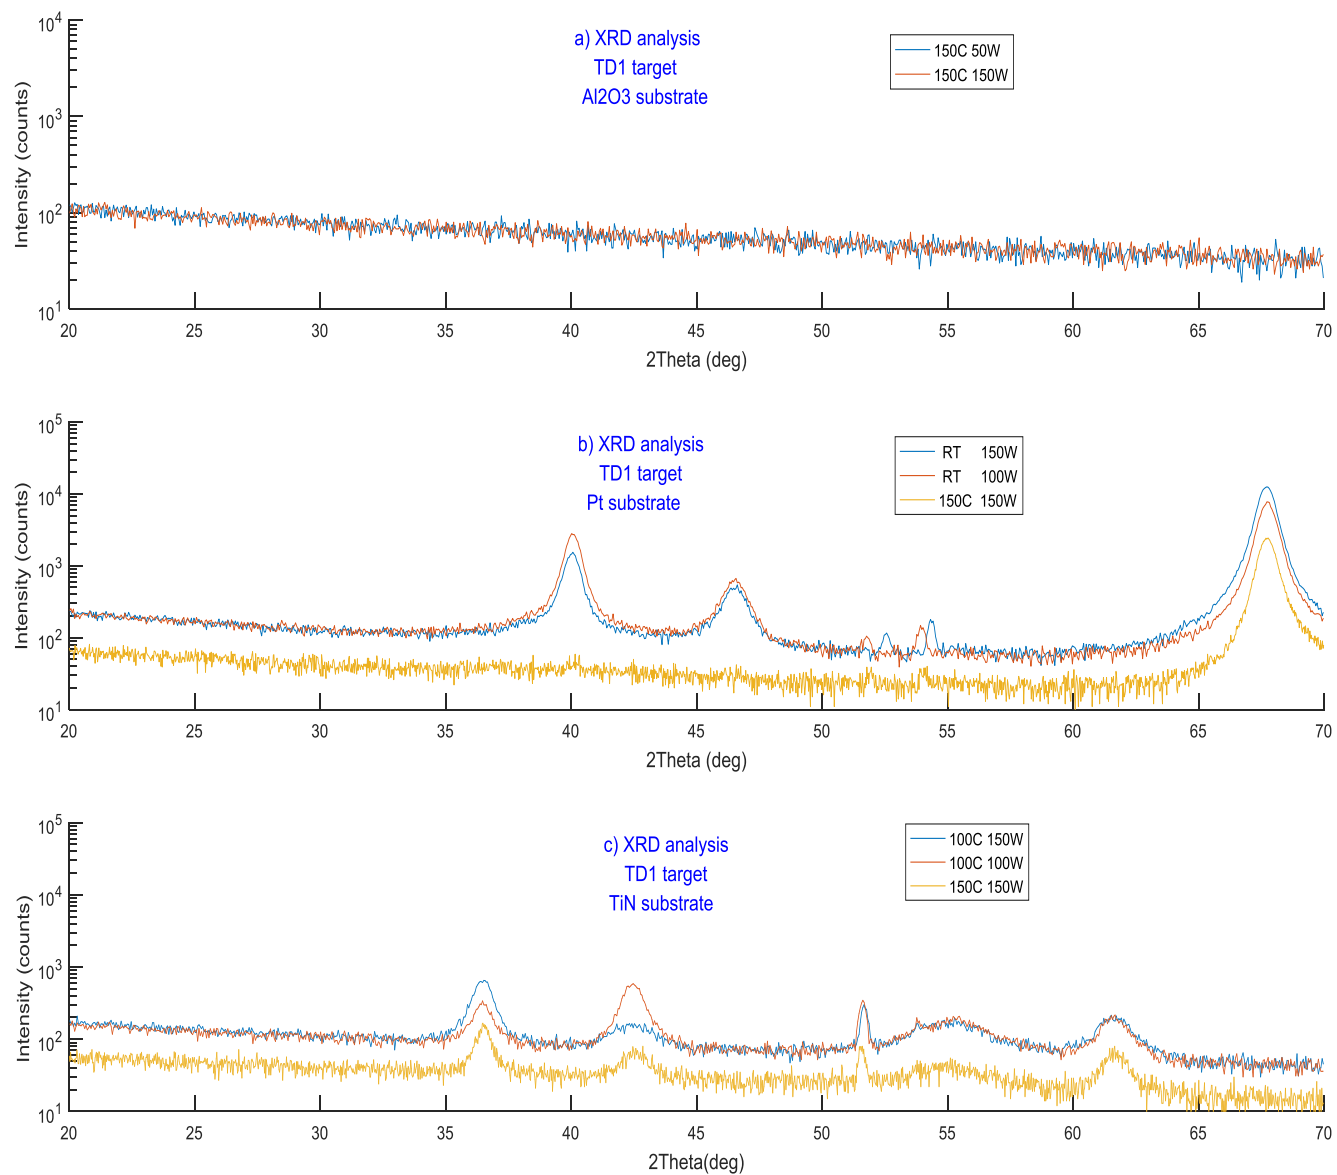 a) XRD analysis
TD1 target
Al2O3 substrate
150C 50W
150C 150W
Intensity (counts)
10^4
10^3
10^2
10^1
20 25 30 35 40 45 50 55 60 65 70
2Theta (deg)
b) XRD analysis
TD1 target
Pt substrate
RT 150W
RT 100W
150C 150W
Intensity (counts)
10^5
10^4
10^3
10^2
10^1
20 25 30 35 40 45 50 55 60 65 70
2Theta (deg)
c) XRD analysis
TD1 target
TiN substrate
100C 150W
100C 100W
150C 150W
Intensity (counts)
10^5
10^4
10^3
10^2
10^1
20 25 30 35 40 45 50 55 60 65 70
2Theta(deg)